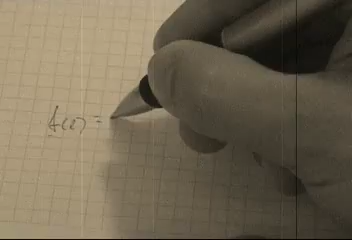 f(x) =